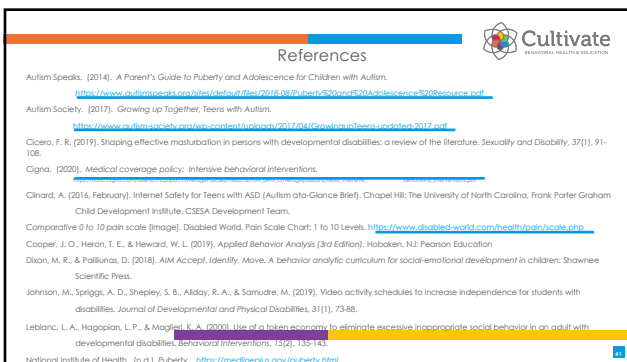 Cultivate
BEHAVIORAL HEALTH & EDUCATION
References
Autism Speaks. (2014). A Parent's Guide to Puberty and Adolescence for Children with Autism.
https://www.autismspeaks.org/sites/default/files/2018-08/Puberty%20and%20Adolescence%20Resource.pdf
Autism Society. (2017). Growing up Together, Teens with Autism.
https://www.autism-society.org/wp-content/uploads/2017/04/GrowingupTeens-updated-2017.pdf
Cicero, F. R. (2019). Shaping effective masturbation in persons with developmental disabilities: a review of the literature. Sexuality and Disability, 37(1), 91-
108.
Cigna. (2020). Medical coverage policy: Intensive behavioral interventions.
Clinard, A. (2016, February). Internet Safety for Teens with ASD (Autism ata-Glance Brief). Chapel Hill: The University of North Carolina, Frank Porter Graham
Child Development Institute, CSESA Development Team.
Comparative 0 to 10 pain scale [Image]. Disabled World. Pain Scale Chart: 1 to 10 Levels. https://www.disabled-world.com/health/pain/scale.php
Cooper, J. O., Heron, T. E., & Heward, W. L. (2019). Applied Behavior Analysis (3rd Edition). Hoboken, NJ: Pearson Education
Dixon, M. R., & Paliliunas, D. (2018). AIM Accept. Identify. Move. A behavior analytic curriculum for social-emotional development in children: Shawnee
Scientific Press.
Johnson, M., Spriggs, A. D., Shepley, S. B., Allday, R. A., & Samudre, M. (2019). Video activity schedules to increase independence for students with
disabilities. Journal of Developmental and Physical Disabilities, 31(1), 73-88.
Leblanc, L. A., Hagopian, L. P., & Maglieri, K. A. (2000). Use of a token economy to eliminate excessive inappropriate social behavior in an adult with
developmental disabilities. Behavioral Interventions, 15(2), 135-143.
National Institute of Health. (n.d.). Puberty. https://medlineplus.gov/puberty.html
41